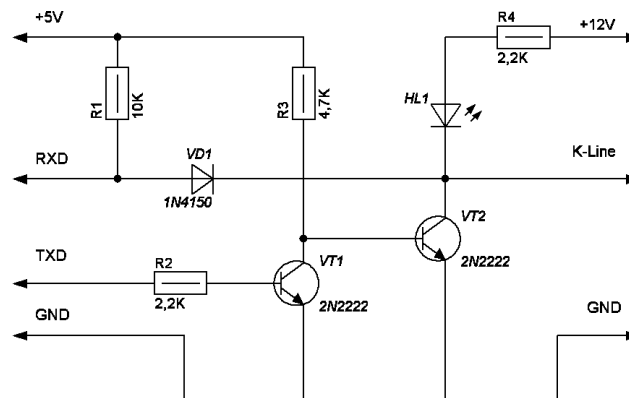 +5V
R4
2,2K
+12V
R1
10K
R3
4,7K
HL1
RXD
VD1
1N4150
K-Line
VT2
2N2222
TXD
R2
2,2K
VT1
2N2222
GND
GND